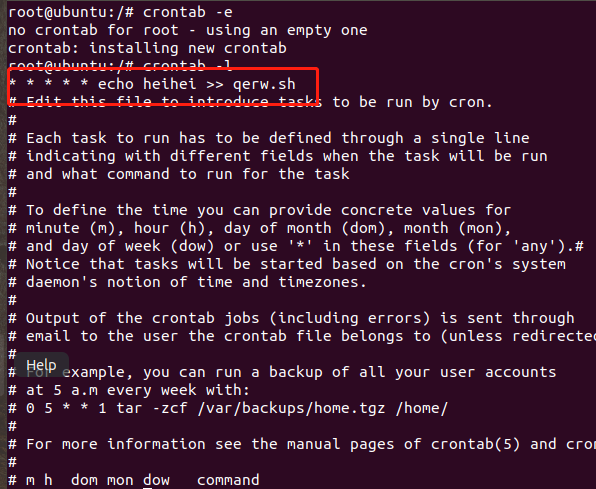 root@ubuntu:/# crontab -e
no crontab for root - using an empty one
crontab: installing new crontab
root@ubuntu:/# crontab -l
* * * * * echo heihei >> qerw.sh
# Edit this file to introduce tasks to be run by cron.
#
# Each task to run has to be defined through a single line
# indicating with different fields when the task will be run
# and what command to run for the task
#
# To define the time you can provide concrete values for
# minute (m), hour (h), day of month (dom), month (mon),
# and day of week (dow) or use '*' in these fields (for 'any').#
# Notice that tasks will be started based on the cron's system
# daemon's notion of time and timezones.
#
# Output of the crontab jobs (including errors) is sent through
# email to the user the crontab file belongs to (unless redirected
#
Help
# For example, you can run a backup of all your user accounts
# at 5 a.m every week with:
# 0 5 * * 1 tar -zcf /var/backups/home.tgz /home/
#
# For more information see the manual pages of crontab(5) and cron
#
# m h  dom mon dow   command